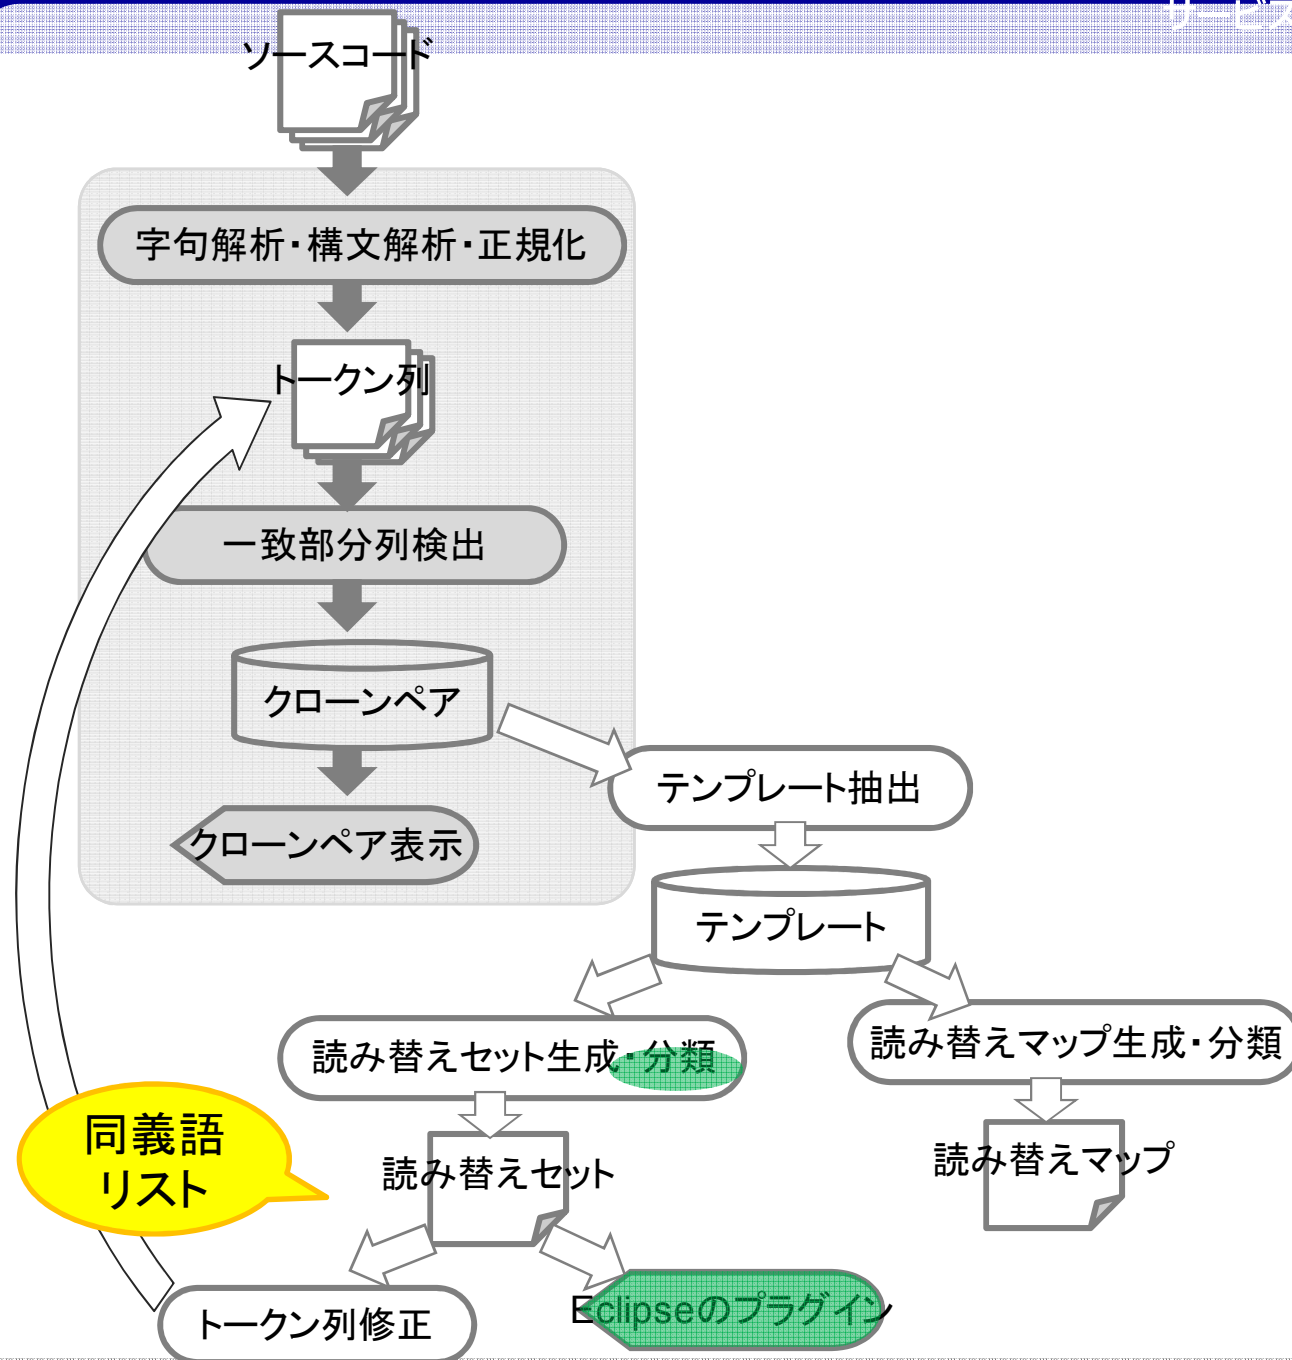 サービス
ソースコード
字句解析・構文解析・正規化
トークン列
一致部分列検出
クローンペア
テンプレート抽出
クローンペア表示
テンプレート
読み替えセット生成・分類
読み替えマップ生成・分類
同義語
リスト
読み替えセット
読み替えマップ
トークン列修正
Eclipseのプラグイン